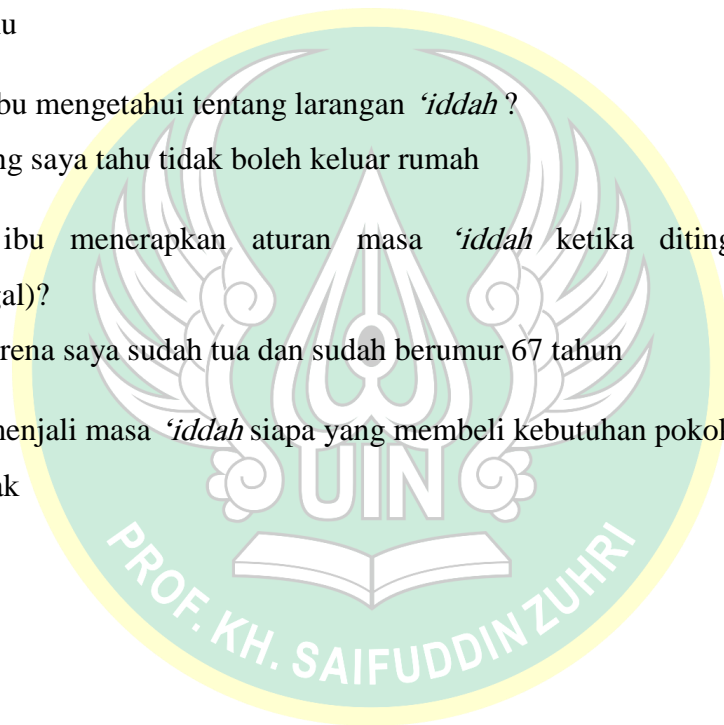 u
bu mengetahui tentang larangan ‘iddah ?
ng saya tahu tidak boleh keluar rumah
ibu menerapkan aturan masa ‘iddah ketika diting
gal)?
rena saya sudah tua dan sudah berumur 67 tahun
menjali masa ‘iddah siapa yang membeli kebutuhan pokok
ak
UIN
PROF. KH. SAIFUDDIN ZUHRI